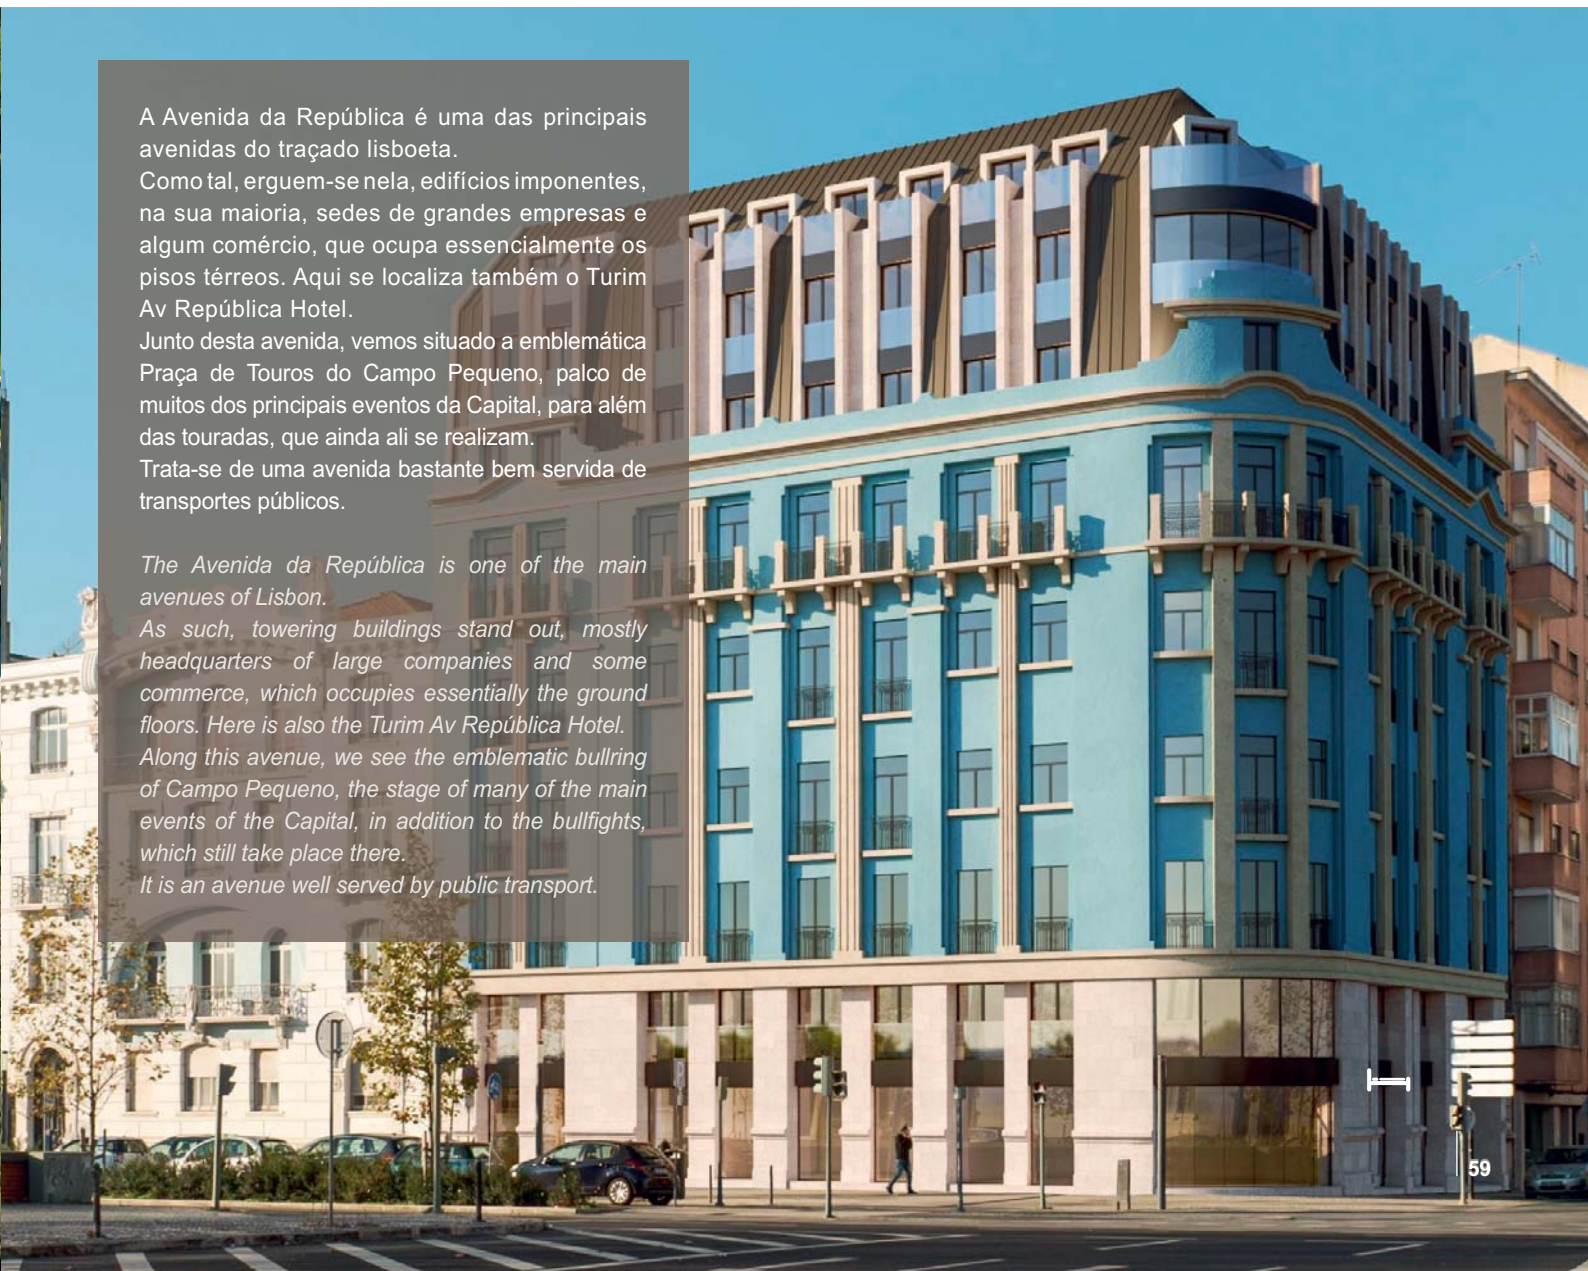 A Avenida da República é uma das principais
avenidas do traçado lisboeta.
Como tal, erguem-se nela, edifícios imponentes,
na sua maioria, sedes de grandes empresas e
algum comércio, que ocupa essencialmente os
pisos térreos. Aqui se localiza também o Turim
Av República Hotel.
Junto desta avenida, vemos situado a emblemática
Praça de Touros do Campo Pequeno, palco de
muitos dos principais eventos da Capital, para além
das touradas, que ainda ali se realizam.
Trata-se de uma avenida bastante bem servida de
transportes públicos.
The Avenida da República is one of the main
avenues of Lisbon.
As such, towering buildings stand out, mostly
headquarters of large companies and some
commerce, which occupies essentially the ground
floors. Here is also the Turim Av República Hotel.
Along this avenue, we see the emblematic bullring
of Campo Pequeno, the stage of many of the main
events of the Capital, in addition to the bullfights,
which still take place there.
It is an avenue well served by public transport.
59